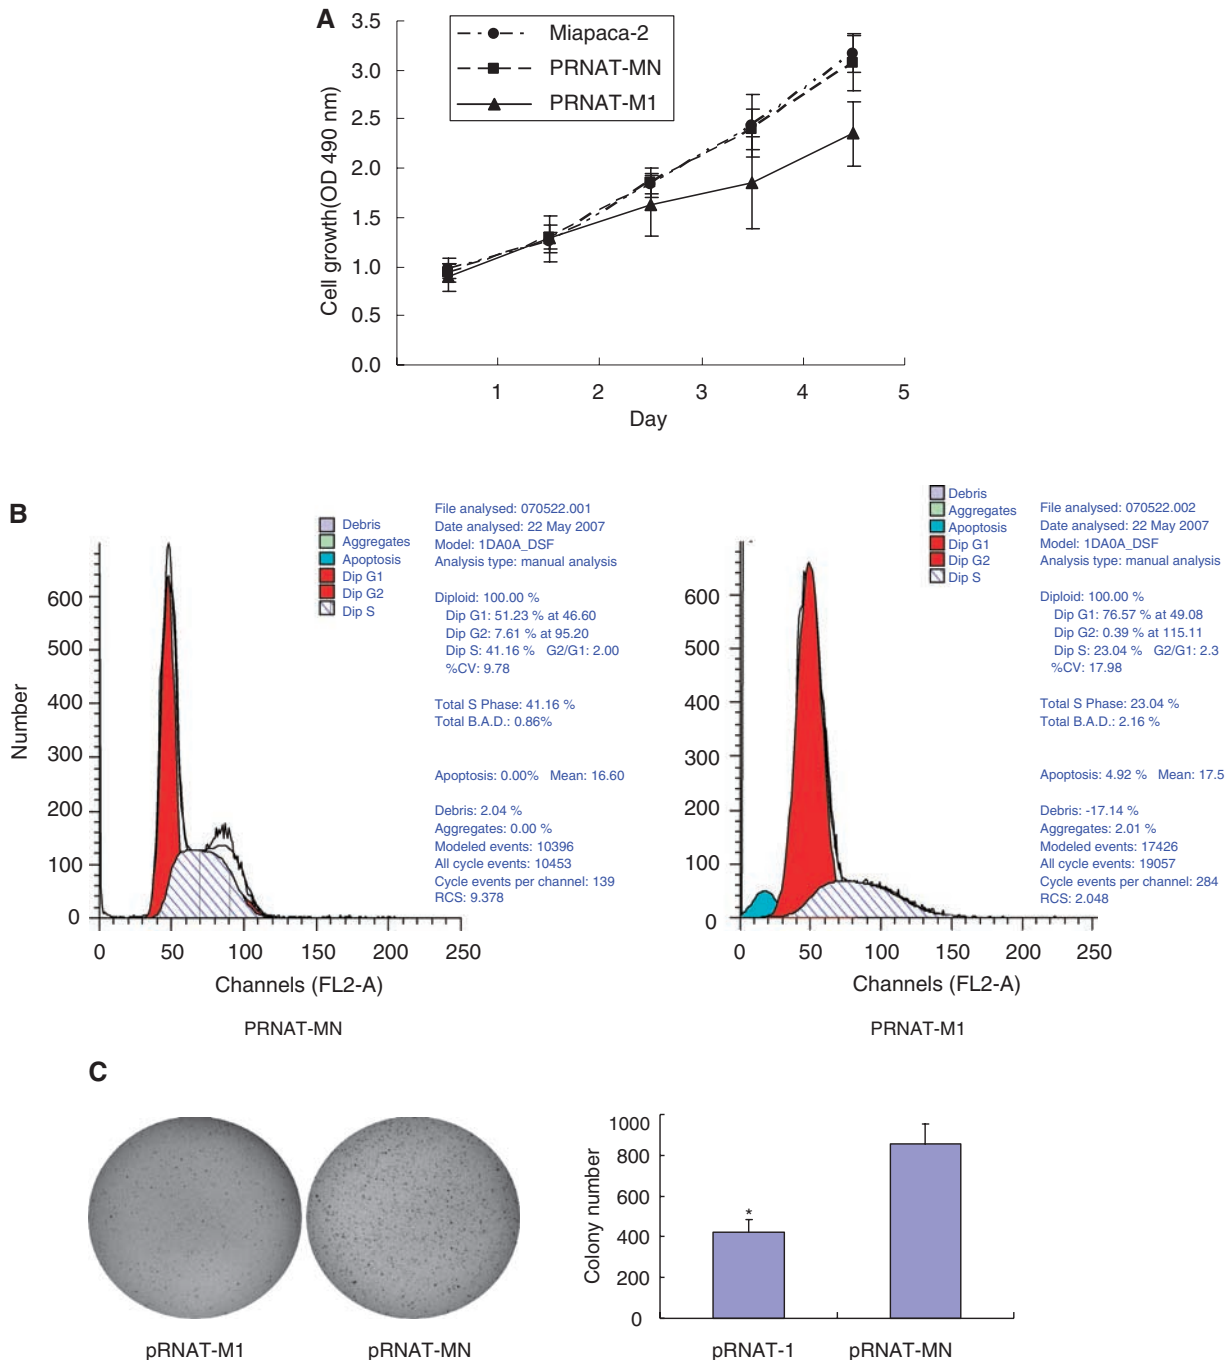 A
3.5
3.0
2.5
2.0
1.5
1.0
0.5
0.0
Cell growth(OD 490 nm)
Miapaca-2
PRNAT-MN
PRNAT-M1
1 2 3 4 5
Day
B
Number
600
500
400
300
200
100
0
0 50 100 150 200 250
Channels (FL2-A)
PRNAT-MN
Debris
Aggregates
Apoptosis
Dip G1
Dip G2
Dip S
File analysed: 070522.001
Date analysed: 22 May 2007
Model: 1DA0A_DSF
Analysis type: manual analysis
Diploid: 100.00 %
Dip G1: 51.23 % at 46.60
Dip G2: 7.61 % at 95.20
Dip S: 41.16 % G2/G1: 2.00
%CV: 9.78
Total S Phase: 41.16 %
Total B.A.D.: 0.86%
Apoptosis: 0.00% Mean: 16.60
Debris: 2.04 %
Aggregates: 0.00 %
Modeled events: 10396
All cycle events: 10453
Cycle events per channel: 139
RCS: 9.378
600
500
400
300
200
100
0
0 50 100 150 200 250
Channels (FL2-A)
PRNAT-M1
Debris
Aggregates
Apoptosis
Dip G1
Dip G2
Dip S
File analysed: 070522.002
Date analysed: 22 May 2007
Model: 1DA0A_DSF
Analysis type: manual analysis
Diploid: 100.00 %
Dip G1: 76.57 % at 49.08
Dip G2: 0.39 % at 115.11
Dip S: 23.04 % G2/G1: 2.3
%CV: 17.98
Total S Phase: 23.04 %
Total B.A.D.: 2.16 %
Apoptosis: 4.92 % Mean: 17.5
Debris: -17.14 %
Aggregates: 2.01 %
Modeled events: 17426
All cycle events: 19057
Cycle events per channel: 284
RCS: 2.048
C
pRNAT-M1
pRNAT-MN
Colony number
1000
800
600
400
200
0
*
pRNAT-1
pRNAT-MN